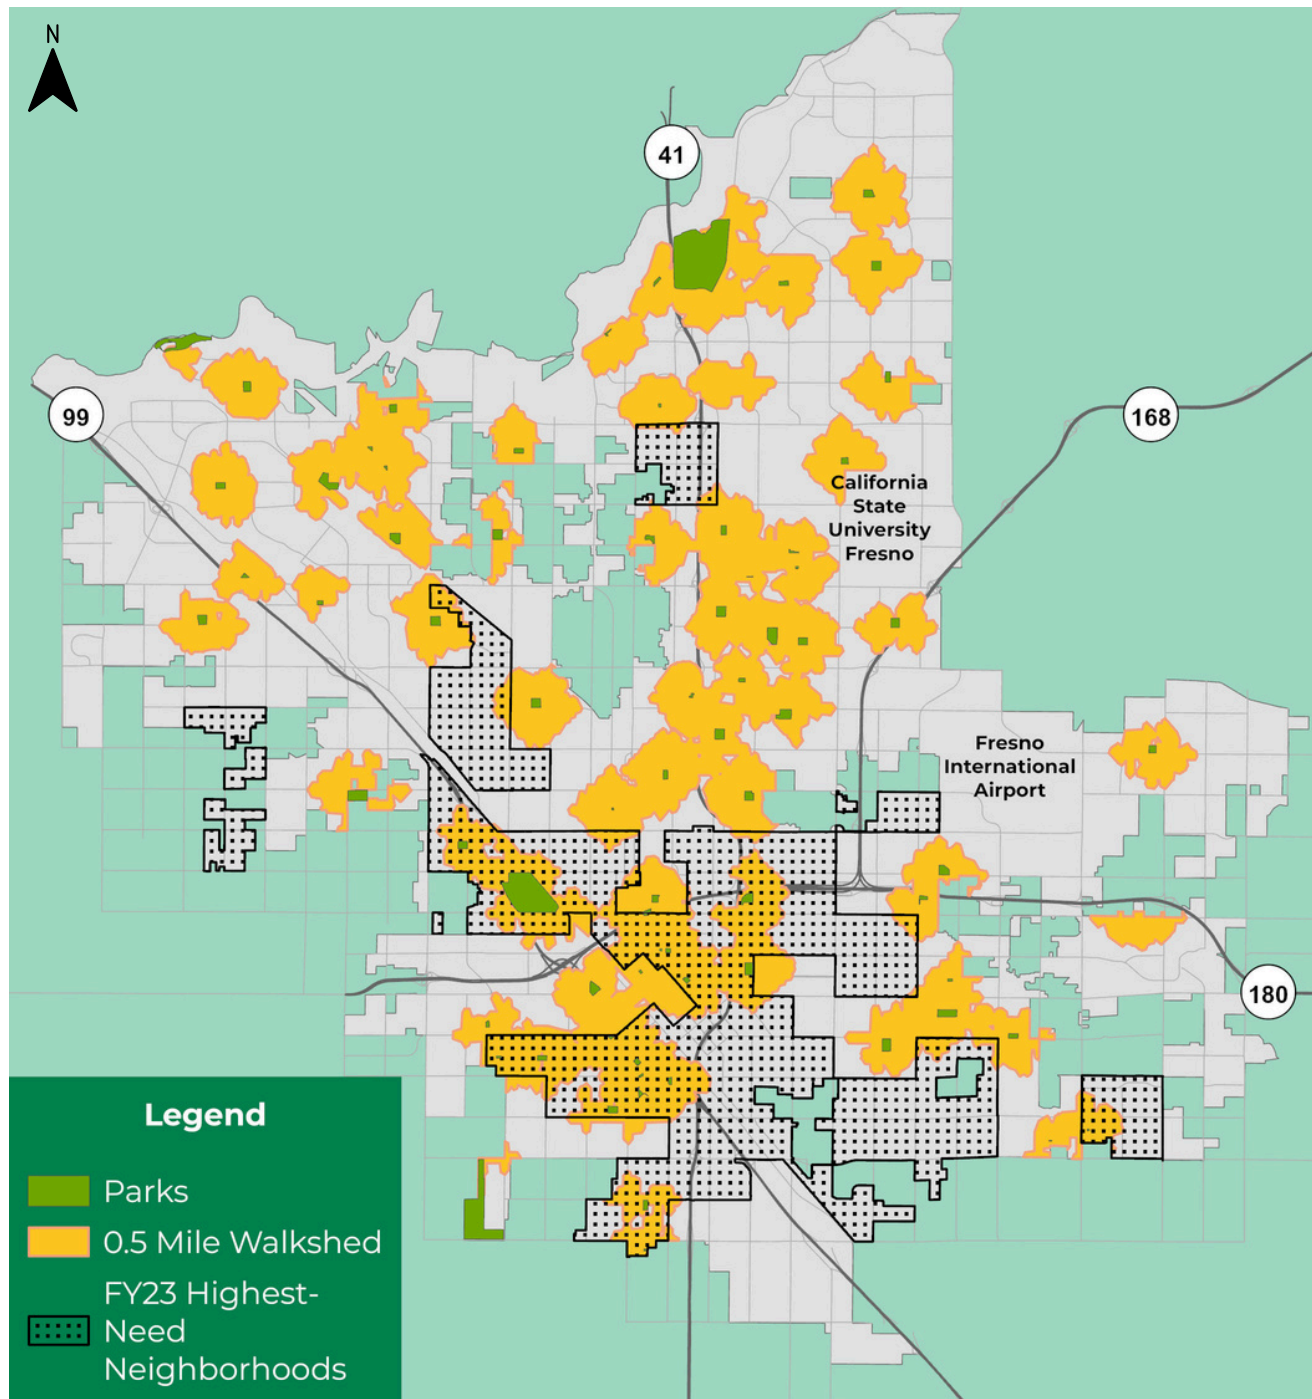 N
41
99
168
California
State
University
Fresno
Fresno
International
Airport
180
Legend
Parks
0.5 Mile Walkshed
FY23 Highest-
Need
Neighborhoods